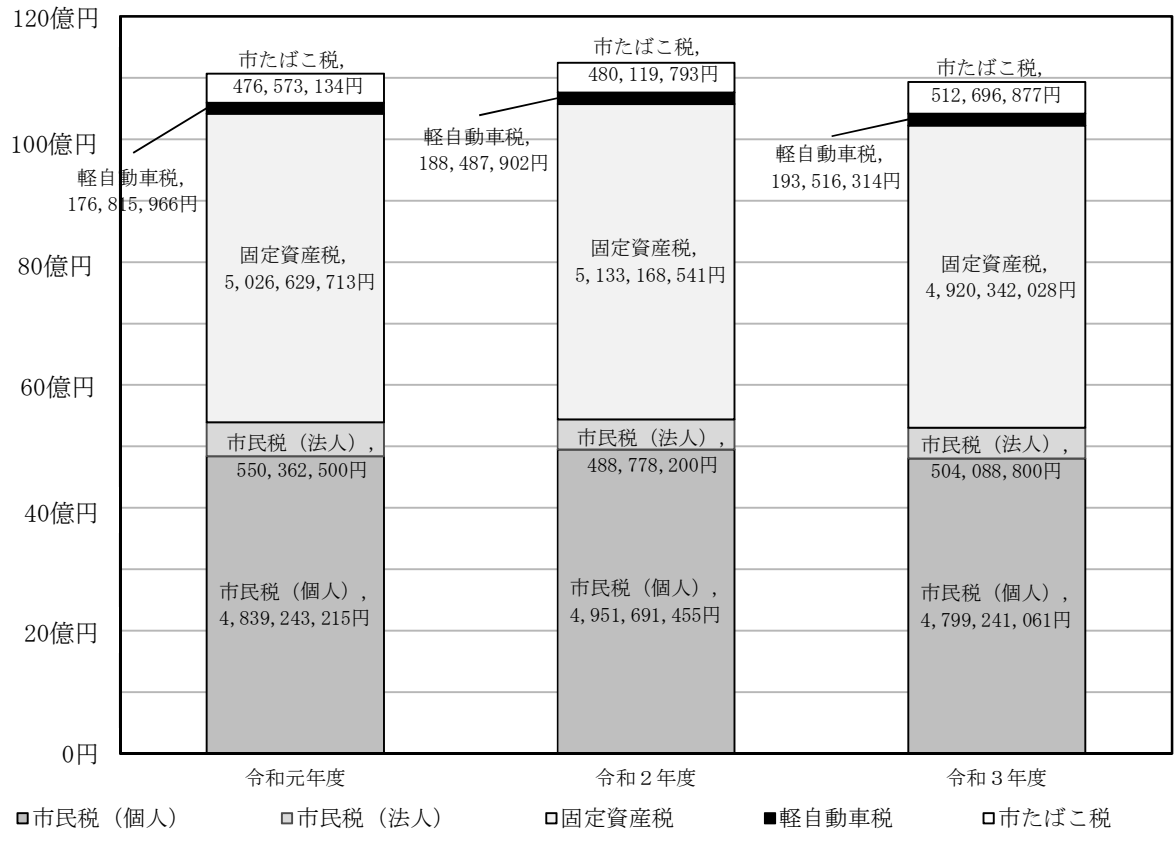 120億円
100億円
80億円
60億円
40億円
20億円
0円
市たばこ税,
476,573,134円
軽自動車税,
176,815,966円
固定資産税,
5,026,629,713円
市民税（法人）,
550,362,500円
市民税（個人）,
4,839,243,215円
市たばこ税,
480,119,793円
軽自動車税,
188,487,902円
固定資産税,
5,133,168,541円
市民税（法人）,
488,778,200円
市民税（個人）,
4,951,691,455円
市たばこ税,
512,696,877円
軽自動車税,
193,516,314円
固定資産税,
4,920,342,028円
市民税（法人）,
504,088,800円
市民税（個人）,
4,799,241,061円
令和元年度
令和２年度
令和３年度
市民税（個人）
市民税（法人）
固定資産税
軽自動車税
市たばこ税